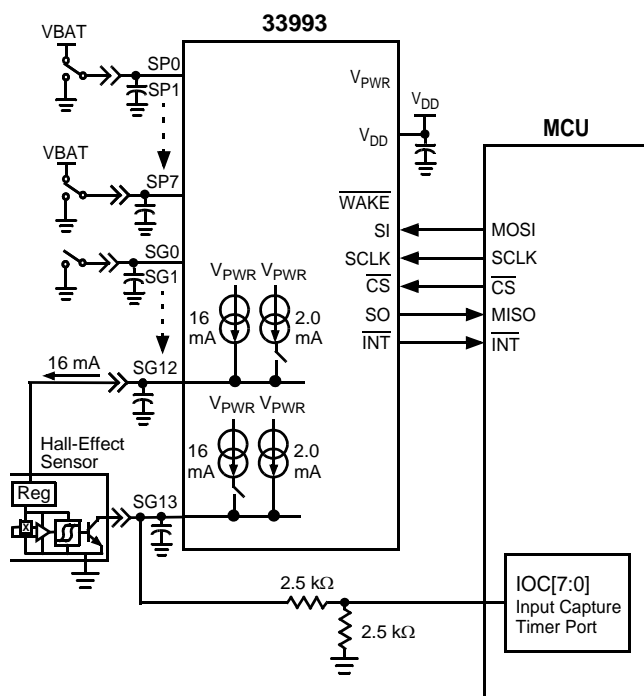 33993
VBAT
SP0
SP1
VPWR
VDD
VDD
MCU
VBAT
SP7
WAKE
SI
MOSI
SG0
SCLK
SCLK
SG1
VPWR
VPWR
CS
CS
16 mA
2.0 mA
SO
MISO
INT
INT
16 mA
SG12
VPWR
VPWR
Hall-Effect
Sensor
16 mA
2.0 mA
Reg
SG13
X
2.5 kΩ
IOC[7:0]
Input Capture
Timer Port
2.5 kΩ